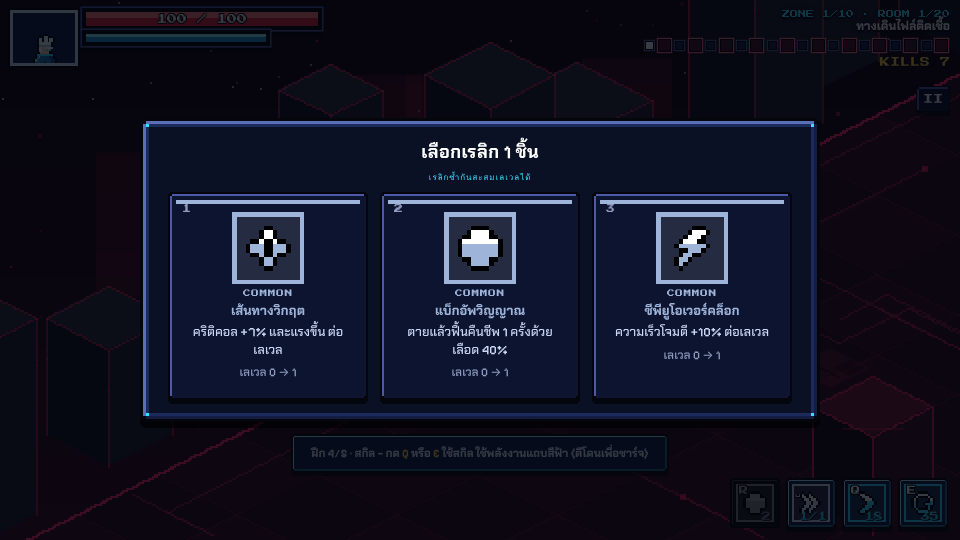 100 / 100
ZONE 1/10 · ROOM 1/20
ทางเดินไฟล์ติดเชื้อ
KILLS 7
II
เลือกเรลิก 1 ชิ้น
เรลิกซ้ำกันสะสมเลเวลได้
1
COMMON
เส้นทางวิกฤต
คริติคอล +7% และแรงขึ้น ต่อ
เลเวล
เลเวล 0 → 1
2
COMMON
แบ็กอัพวิญญาณ
ตายแล้วฟื้นคืนชีพ 1 ครั้งด้วย
เลือด 40%
เลเวล 0 → 1
3
COMMON
ซีพียูโอเวอร์คล็อก
ความเร็วโจมตี +10% ต่อเลเวล
เลเวล 0 → 1
ฝึก 4/8 · สกิล - กด Q หรือ E ใช้สกิล ใช้พลังงานแถบสีฟ้า (ตีโดนเพื่อชาร์จ)
R
2
1/1
Q
18
E
35